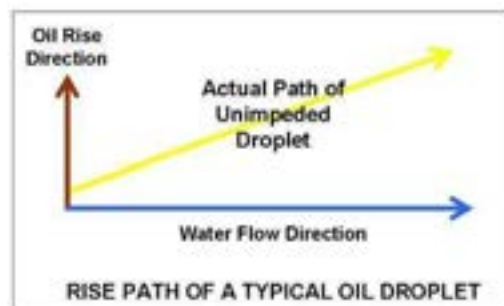 Oil Rise
Direction
Actual Path of
Unimpeded
Droplet
Water Flow Direction
RISE PATH OF A TYPICAL OIL DROPLET